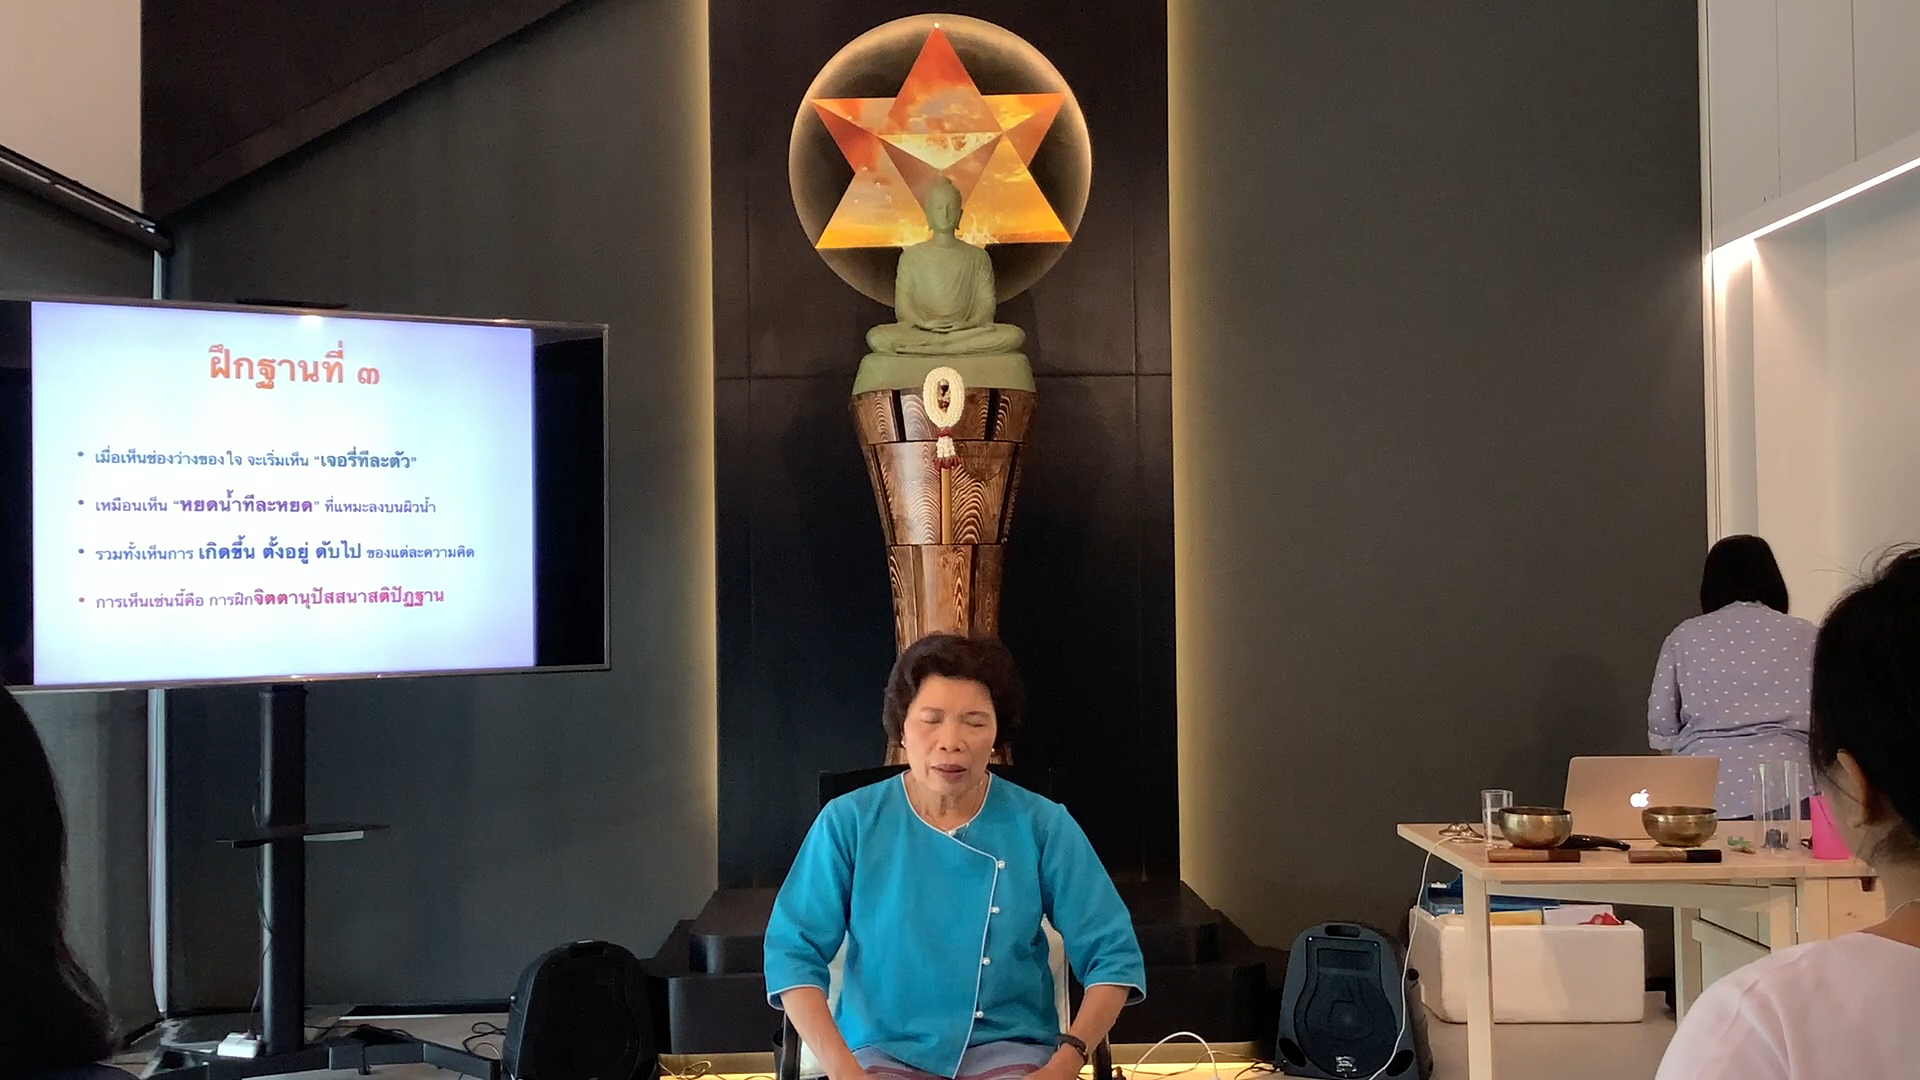 ฝึกฐานที่ ๓
• เมื่อเห็นช่องว่างของใจ จะเริ่มเห็น “เจอรี่ทีละตัว”
• เหมือนเห็น “หยดน้ำทีละหยด” ที่แหมะลงบนผิวน้ำ
• รวมทั้งเห็นการ เกิดขึ้น ตั้งอยู่ ดับไป ของแต่ละความคิด
• การเห็นเช่นนี้คือ การฝึกจิตตานุปัสสนาสติปัฏฐาน